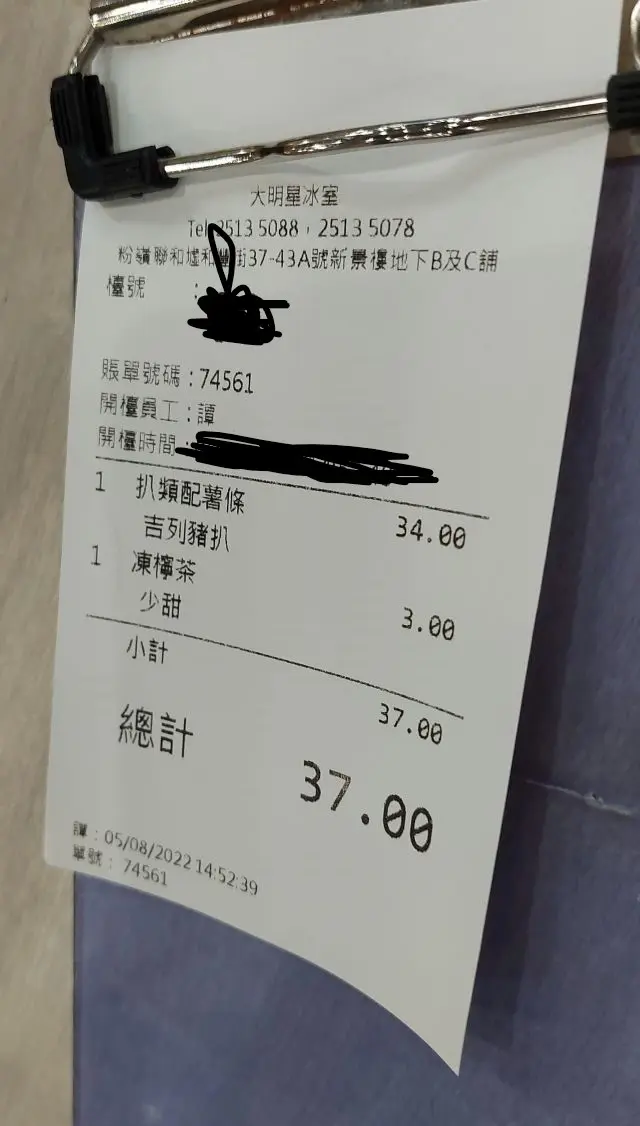 大明星冰室
Tel 2513 5088，2513 5078
粉嶺聯和墟和豐街37-43A號新景樓地下B及C舖
檯號 :
賬單號碼 : 74561
開檯員工 : 譚
開檯時間
1 扒類配薯條 34.00
吉列豬扒
1 凍檸茶
少甜 3.00
小計 37.00
總計 37.00
譚 : 05/08/2022 14:52:39
單號 : 74561